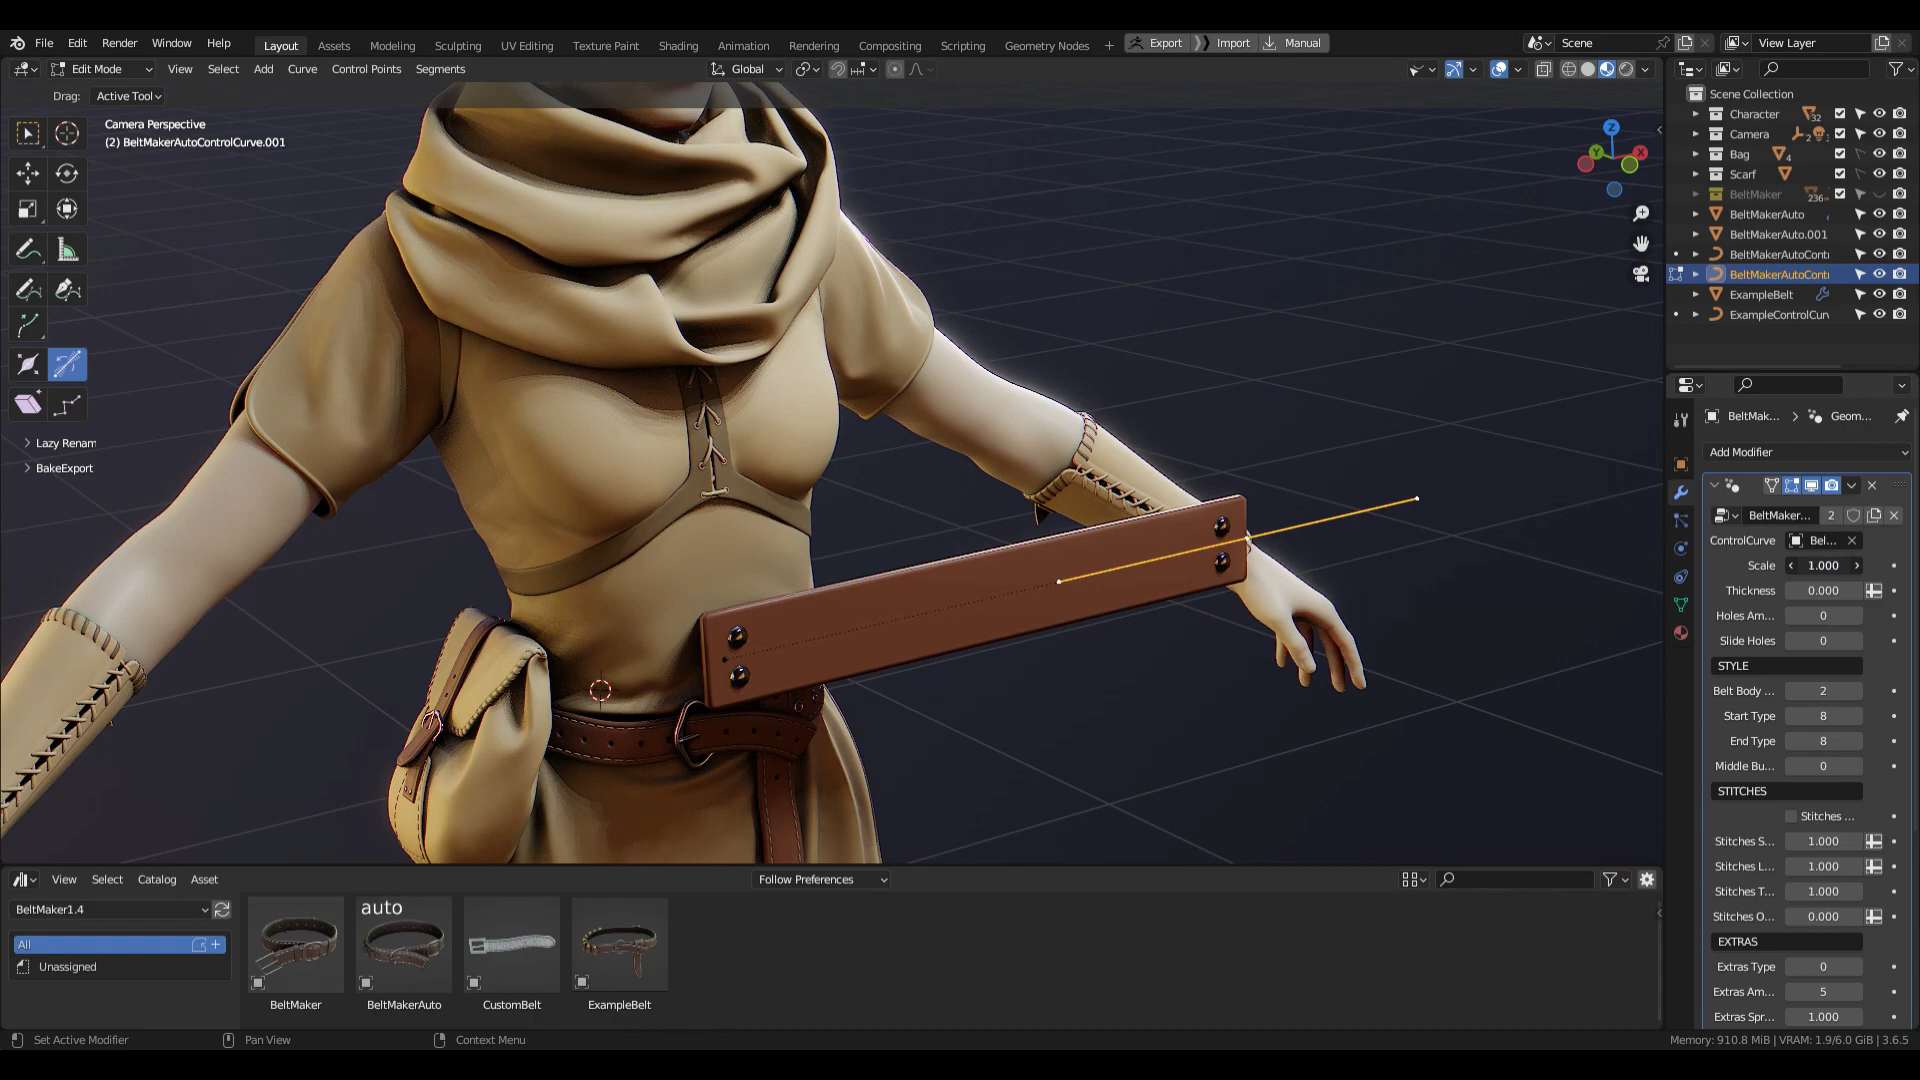 File Edit Render Window Help Layout Assets Modeling Sculpting UV Editing Texture Paint Shading Animation Rendering Compositing Scripting Geometry Nodes + Export Import Manual Scene View Layer
Edit Mode View Select Add Curve Control Points Segments Global
Drag: Active Tool
Camera Perspective
(2) BeltMakerAutoControlCurve.001
Z
Y
X
Lazy Renam
BakeExport
Scene Collection
Character 32
Camera 2
Bag 4
Scarf
BeltMaker 236
BeltMakerAuto
BeltMakerAuto.001
BeltMakerAutoContr
BeltMakerAutoContr
ExampleBelt
ExampleControlCurv
BeltMak... > Geom...
Add Modifier
BeltMaker... 2
ControlCurve Bel...
Scale 1.000
Thickness 0.000
Holes Am... 0
Slide Holes 0
STYLE
Belt Body ... 2
Start Type 8
End Type 8
Middle Bu... 0
STITCHES
Stitches ...
Stitches S... 1.000
Stitches L... 1.000
Stitches T... 1.000
Stitches O... 0.000
EXTRAS
Extras Type 0
Extras Am... 5
Extras Spr... 1.000
View Select Catalog Asset Follow Preferences
BeltMaker1.4
All
Unassigned
auto
BeltMaker BeltMakerAuto CustomBelt ExampleBelt
Set Active Modifier Pan View Context Menu Memory: 910.8 MiB | VRAM: 1.9/6.0 GiB | 3.6.5